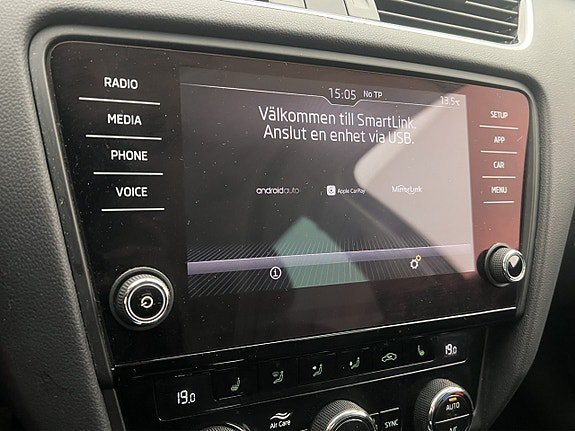 RADIO
MEDIA
PHONE
VOICE
15:05 No TP
13.5°C
Välkommen till SmartLink.
Anslut en enhet via USB.
androidauto
Apple CarPlay
MirrorLink
SETUP
APP
CAR
MENU
19.0
19.0
Air Care
SYNC
AUTO
A/C